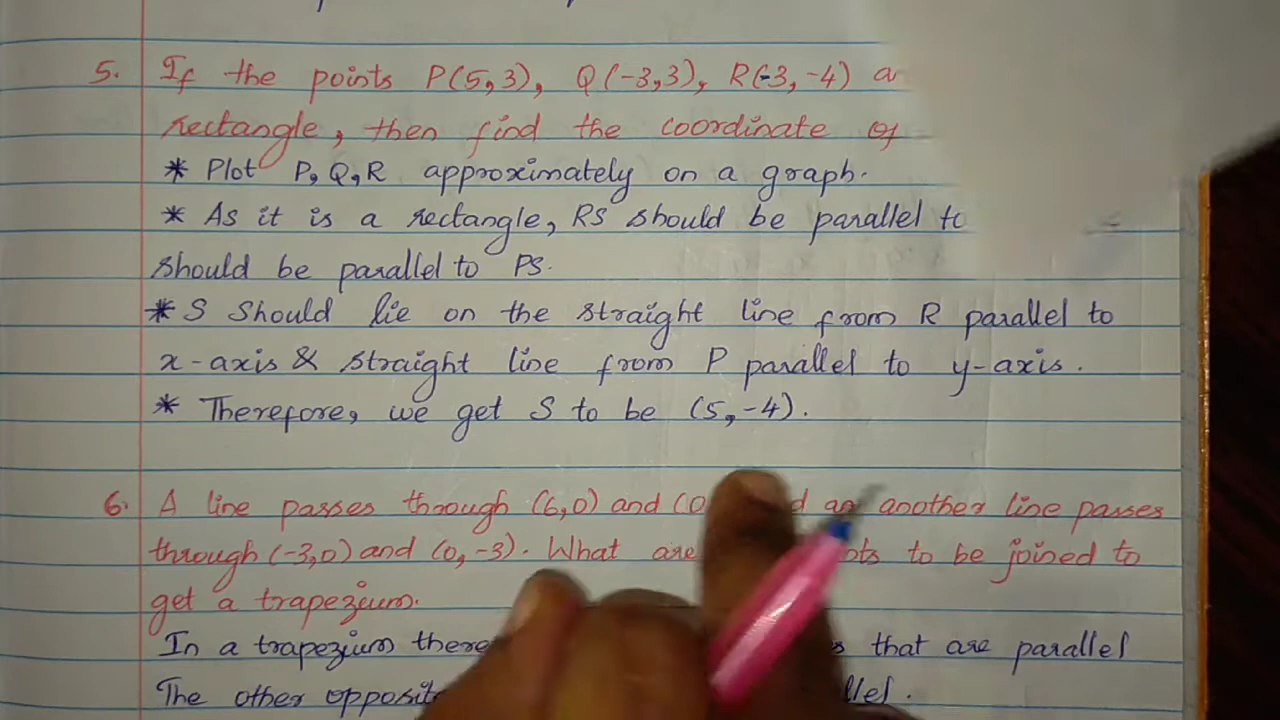 5. If the points P(5,3), Q(-3,3), R(-3,-4)
rectangle, then find the coordinate of
* Plot P, Q, R approximately on a graph.
* As it is a rectangle, RS should be parallel to
should be parallel to PS.
* S Should lie on the straight line from R parallel to
x-axis & straight line from P parallel to y-axis.
* Therefore, we get S to be (5,-4).
6. A line passes through (6,0) and (0 another line passes
through (-3,0) and (0,-3). What are to be joined to
get a trapezium.
In a trapezium that are parallel
The other